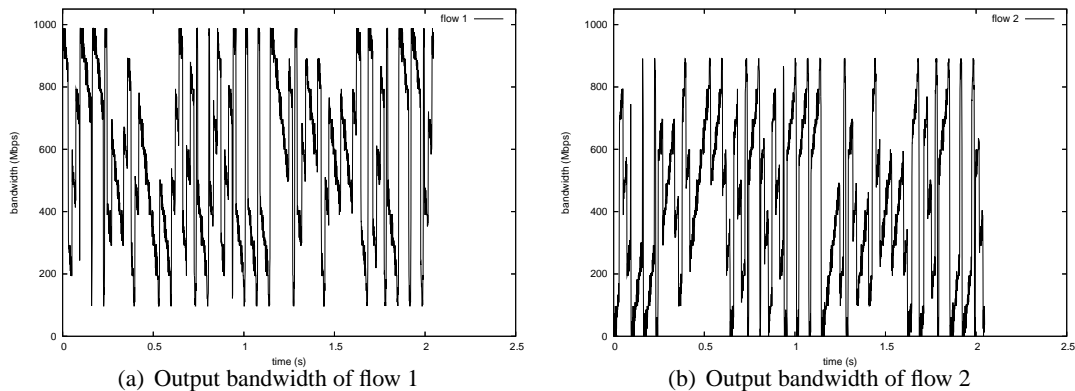 flow 1
bandwidth (Mbps)
1000
800
600
400
200
0
0 0.5 1 1.5 2 2.5
time (s)
(a) Output bandwidth of flow 1
flow 2
bandwidth (Mbps)
1000
800
600
400
200
0
0 0.5 1 1.5 2 2.5
time (s)
(b) Output bandwidth of flow 2